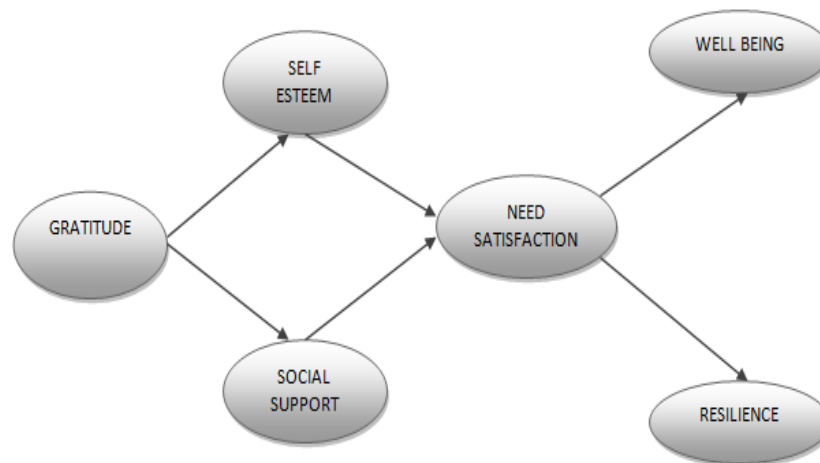 SELF
ESTEEM
WELL BEING
GRATITUDE
NEED
SATISFACTION
SOCIAL
SUPPORT
RESILIENCE